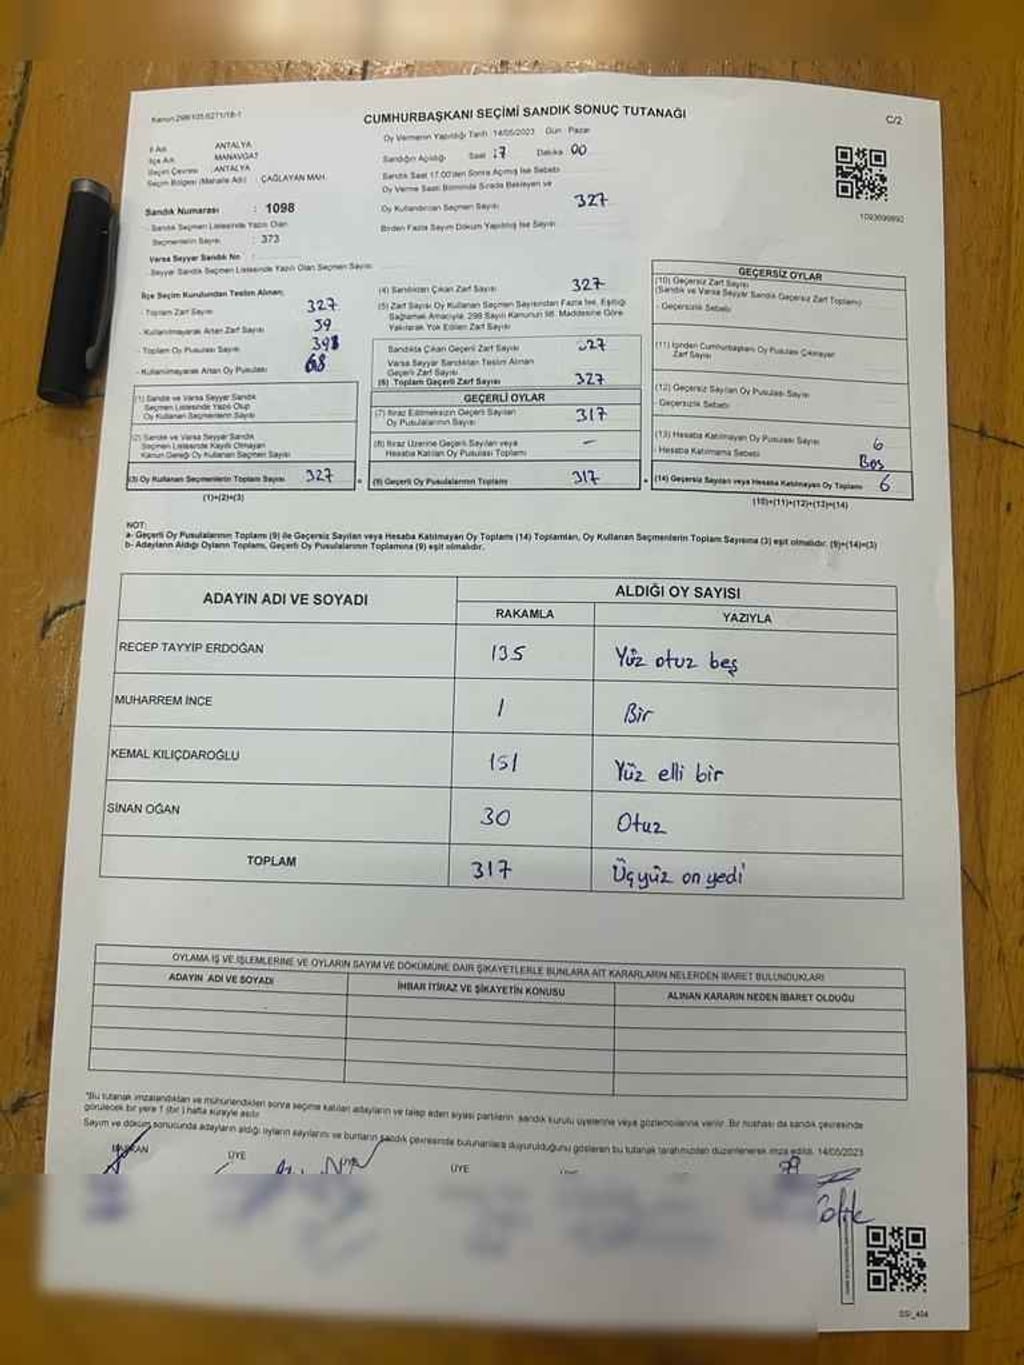 Kanun:298/105,6271/18-1
CUMHURBAŞKANI SEÇİMİ SANDIK SONUÇ TUTANAĞI
C/2
Oy Vermenin Yapıldığı Tarih 14/05/2023 Gün Pazar
İl Adı ANTALYA
İlçe Adı MANAVGAT
Seçim Çevresi : ANTALYA
Seçim Bölgesi (Mahalle Adı) : ÇAĞLAYAN MAH.
Sandığın Açıldığı Saat 17 Dakika 00
Sandık Saat 17.00'den Sonra Açılmış İse Sebebi
Oy Verme Saati Bitiminde Sırada Bekleyen ve
Oy Kullandırılan Seçmen Sayısı 327
Birden Fazla Sayım Döküm Yapılmış İse Sayısı
1093699892
Sandık Numarası : 1098
- Sandık Seçmen Listesinde Yazılı Olan
Seçmenlerin Sayısı : 373
Varsa Seyyar Sandık No :
- Seyyar Sandık Seçmen Listesinde Yazılı Olan Seçmen Sayısı:
İlçe Seçim Kurulundan Teslim Alınan;
- Toplam Zarf Sayısı 327
- Kullanılmayarak Artan Zarf Sayısı 59
- Toplam Oy Pusulası Sayısı
- Kullanılmayarak Artan Oy Pusulası 68
(1) Sandık ve Varsa Seyyar Sandık
Seçmen Listesinde Yazılı Olup
Oy Kullanan Seçmenlerin Sayısı
(2) Sandık ve Varsa Seyyar Sandık
Seçmen Listesinde Kayıtlı Olmayan
Kanun Gereği Oy Kullanan Seçmen Sayısı
(3) Oy Kullanan Seçmenlerin Toplam Sayısı 327
(1)+(2)=(3)
(4) Sandıktan Çıkan Zarf Sayısı 327
(5) Zarf Sayısı Oy Kullanan Seçmen Sayısından Fazla İse, Eşitliği
Sağlamak Amacıyla, 298 Sayılı Kanunun 98. Maddesine Göre
Yakılarak Yok Edilen Zarf Sayısı
Sandıkta Çıkan Geçerli Zarf Sayısı 327
Varsa Seyyar Sandıktan Teslim Alınan
Geçerli Zarf Sayısı
(6) Toplam Geçerli Zarf Sayısı 327
GEÇERLİ OYLAR
(7) İtiraz Edilmeksizin Geçerli Sayılan
Oy Pusulalarının Sayısı 317
(8) İtiraz Üzerine Geçerli Sayılan veya
Hesaba Katılan Oy Pusulası Toplamı -
(9) Geçerli Oy Pusulalarının Toplamı 317
GEÇERSİZ OYLAR
(10) Geçersiz Zarf Sayısı
(Sandık ve Varsa Seyyar Sandık Geçersiz Zarf Toplamı)
- Geçersizlik Sebebi
(11) İçinden Cumhurbaşkanı Oy Pusulası Çıkmayan
Zarf Sayısı
(12) Geçersiz Sayılan Oy Pusulası Sayısı
- Geçersizlik Sebebi
(13) Hesaba Katılmayan Oy Pusulası Sayısı 6
- Hesaba Katılmama Sebebi Boş
(14) Geçersiz Sayılan veya Hesaba Katılmayan Oy Toplamı 6
(10)+(11)+(12)+(13)=(14)
NOT:
a- Geçerli Oy Pusulalarının Toplamı (9) ile Geçersiz Sayılan veya Hesaba Katılmayan Oy Toplamı (14) Toplamları, Oy Kullanan Seçmenlerin Toplam Sayısına (3) eşit olmalıdır. (9)+(14)=(3)
b- Adayların Aldığı Oyların Toplamı, Geçerli Oy Pusulalarının Toplamına (9) eşit olmalıdır.
ADAYIN ADI VE SOYADI
ALDIĞI OY SAYISI
RAKAMLA YAZIYLA
RECEP TAYYİP ERDOĞAN 135 Yüz otuz beş
MUHARREM İNCE 1 Bir
KEMAL KILIÇDAROĞLU 151 Yüz elli bir
SİNAN OĞAN 30 Otuz
TOPLAM 317 Üçyüz on yedi
OYLAMA İŞ VE İŞLEMLERİNE VE OYLARIN SAYIM VE DÖKÜMÜNE DAİR ŞİKAYETLERLE BUNLARA AİT KARARLARIN NELERDEN İBARET BULUNDUKLARI
ADAYIN ADI VE SOYADI İHBAR İTİRAZ VE ŞİKAYETİN KONUSU ALINAN KARARIN NEDEN İBARET OLDUĞU
*Bu tutanak imzalandıktan ve mühürlendikten sonra seçime katılan adayların ve talep eden siyasi partilerin sandık kurulu üyelerine veya gözlemcilerine verilir. Bir nüshası da sandık çevresinde
görülecek bir yere 1 (bir) hafta süreyle asılır.
Sayım ve döküm sonucunda adayların aldığı oyların sayılarını ve bunların sandık çevresinde bulunanlara duyurulduğunu gösteren bu tutanak tarafımızdan düzenlenerek imza edildi. 14/05/2023
BAŞKAN ÜYE ÜYE
SSI_404